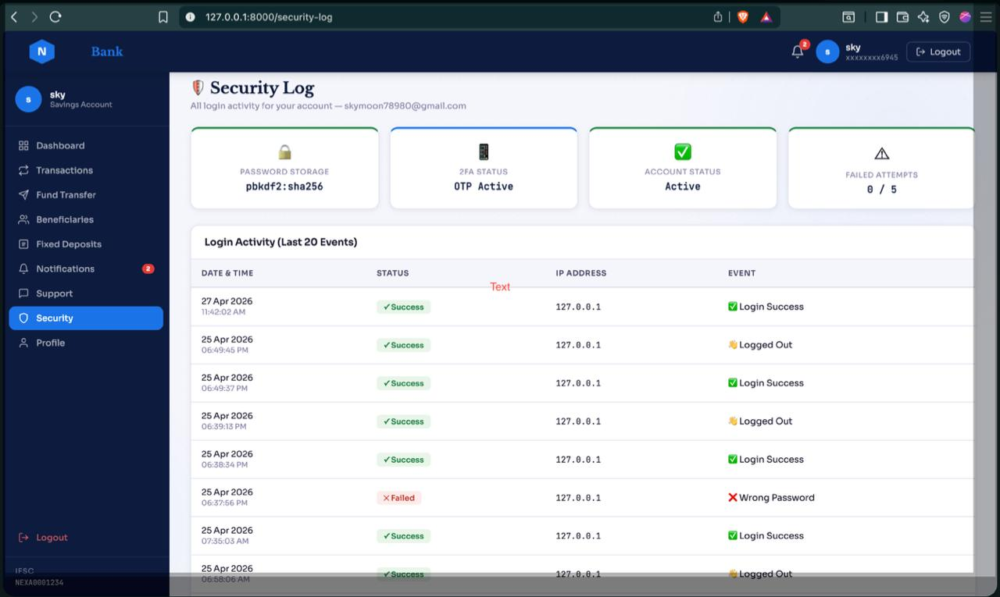 127.0.0.1:8000/security-log
N Bank
2
s sky
xxxxxxxx6945
Logout
s sky
Savings Account
Dashboard
Transactions
Fund Transfer
Beneficiaries
Fixed Deposits
Notifications 2
Support
Security
Profile
Logout
IFSC
NEXA0001234
Security Log
All login activity for your account — skymoon78980@gmail.com
PASSWORD STORAGE
pbkdf2:sha256
2FA STATUS
OTP Active
ACCOUNT STATUS
Active
FAILED ATTEMPTS
0 / 5
Login Activity (Last 20 Events)
DATE & TIME STATUS IP ADDRESS EVENT
Text
27 Apr 2026
11:42:02 AM
✓ Success 127.0.0.1 ✅ Login Success
25 Apr 2026
06:49:45 PM
✓ Success 127.0.0.1 👋 Logged Out
25 Apr 2026
06:49:37 PM
✓ Success 127.0.0.1 ✅ Login Success
25 Apr 2026
06:39:13 PM
✓ Success 127.0.0.1 👋 Logged Out
25 Apr 2026
06:38:34 PM
✓ Success 127.0.0.1 ✅ Login Success
25 Apr 2026
06:37:56 PM
✕ Failed 127.0.0.1 ❌ Wrong Password
25 Apr 2026
07:35:03 AM
✓ Success 127.0.0.1 ✅ Login Success
25 Apr 2026
06:58:06 AM
✓ Success 127.0.0.1 👋 Logged Out